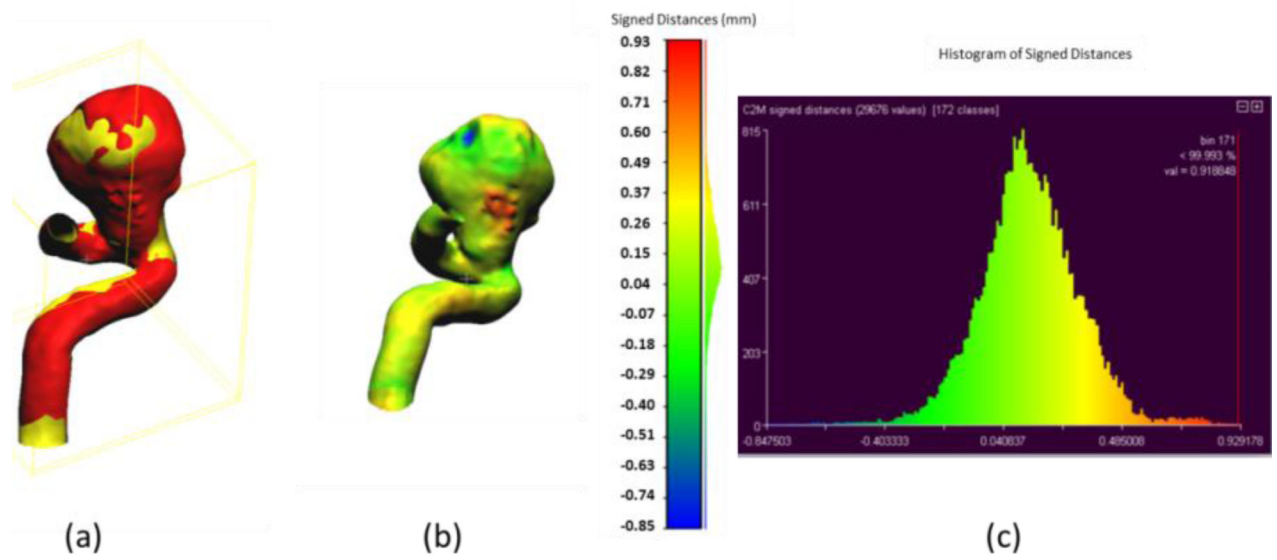 Signed Distances (mm)
0.93
0.82
0.71
0.60
0.49
0.37
0.26
0.15
0.04
-0.07
-0.18
-0.29
-0.40
-0.51
-0.63
-0.74
-0.85
Histogram of Signed Distances
C2M signed distances (29676 values) [172 classes]
815
bin 171
< 99.993 %
val = 0.918848
611
407
203
0
-0.847503 -0.403333 0.040837 0.485008 0.929178
(a) (b) (c)